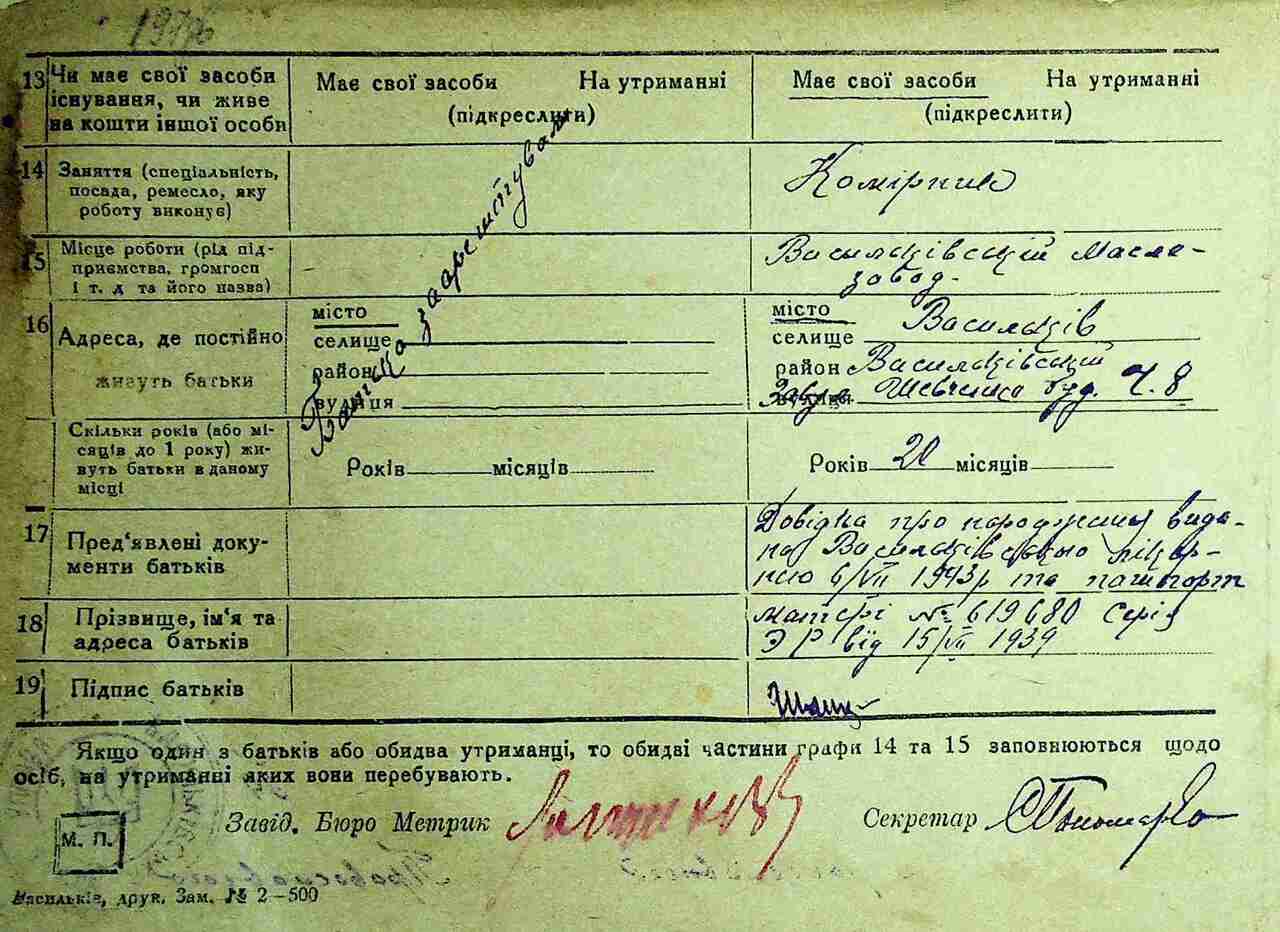 13 Чи має свої засоби існування, чи живе на кошти іншої особи
Має свої засоби На утриманні
(підкреслити)
Має свої засоби На утриманні
(підкреслити)
14 Заняття (спеціальність, посада, ремесло, яку роботу виконує)
Комірник
15 Місце роботи (рід підприємства, громгосп і т. д та його назва)
Васильківський Масло-
завод.
16 Адреса, де постійно живуть батьки
місто
селище
район
вулиця
Батько заарештував
місто Васильків
селище
район Васильківський
вулиця Шевченко буд. Ч. 8
Скільки років (або місяців до 1 року) живуть батьки в даному місці
Років місяців
Років 20 місяців
17 Пред'явлені документи батьків
Довідка про народження вида-
на Васильківською лікар-
нею 6/VII 1943р та пашпорт
матері № 619680 Серія
ЭР від 15/VII 1939
18 Прізвище, ім'я та адреса батьків
19 Підпис батьків
Якщо один з батьків або обидва утриманці, то обидві частини графи 14 та 15 заповнюються щодо
осіб, на утриманні яких вони перебувають.
Завід. Бюро Метрик
Секретар
М. П.
Васильків, друк. Зам. № 2—500